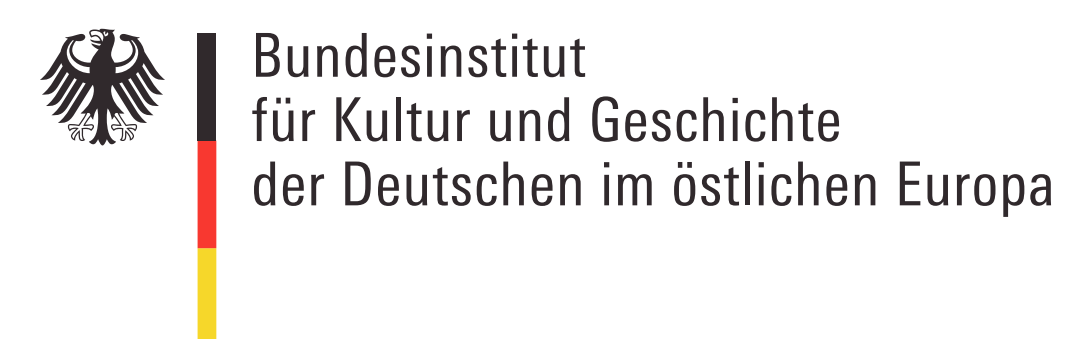 Bundesinstitut
für Kultur und Geschichte
der Deutschen im östlichen Europa